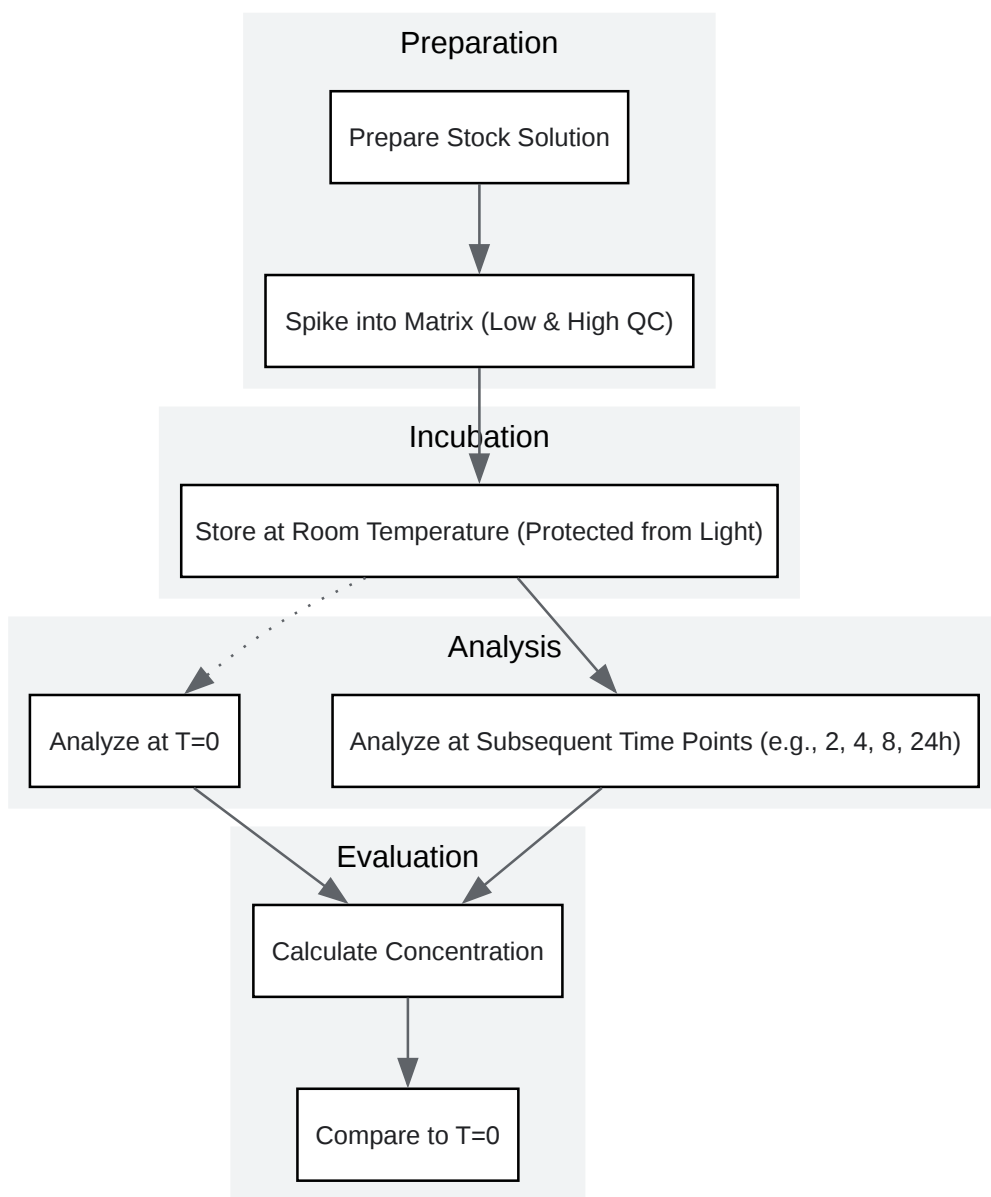 Preparation
Prepare Stock Solution
Spike into Matrix (Low & High QC)
Incubation
Store at Room Temperature (Protected from Light)
Analysis
Analyze at T=0
Analyze at Subsequent Time Points (e.g., 2, 4, 8, 24h)
Evaluation
Calculate Concentration
Compare to T=0